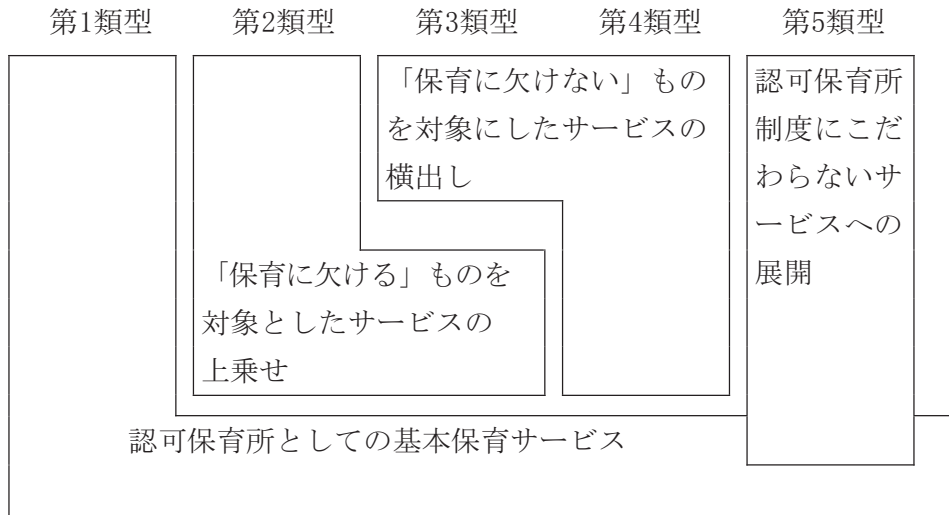 第1類型 第2類型 第3類型 第4類型 第5類型
「保育に欠けない」もの
を対象にしたサービスの
横出し
認可保育所
制度にこだ
わらないサ
ービスへの
展開
「保育に欠ける」ものを
対象としたサービスの
上乗せ
認可保育所としての基本保育サービス